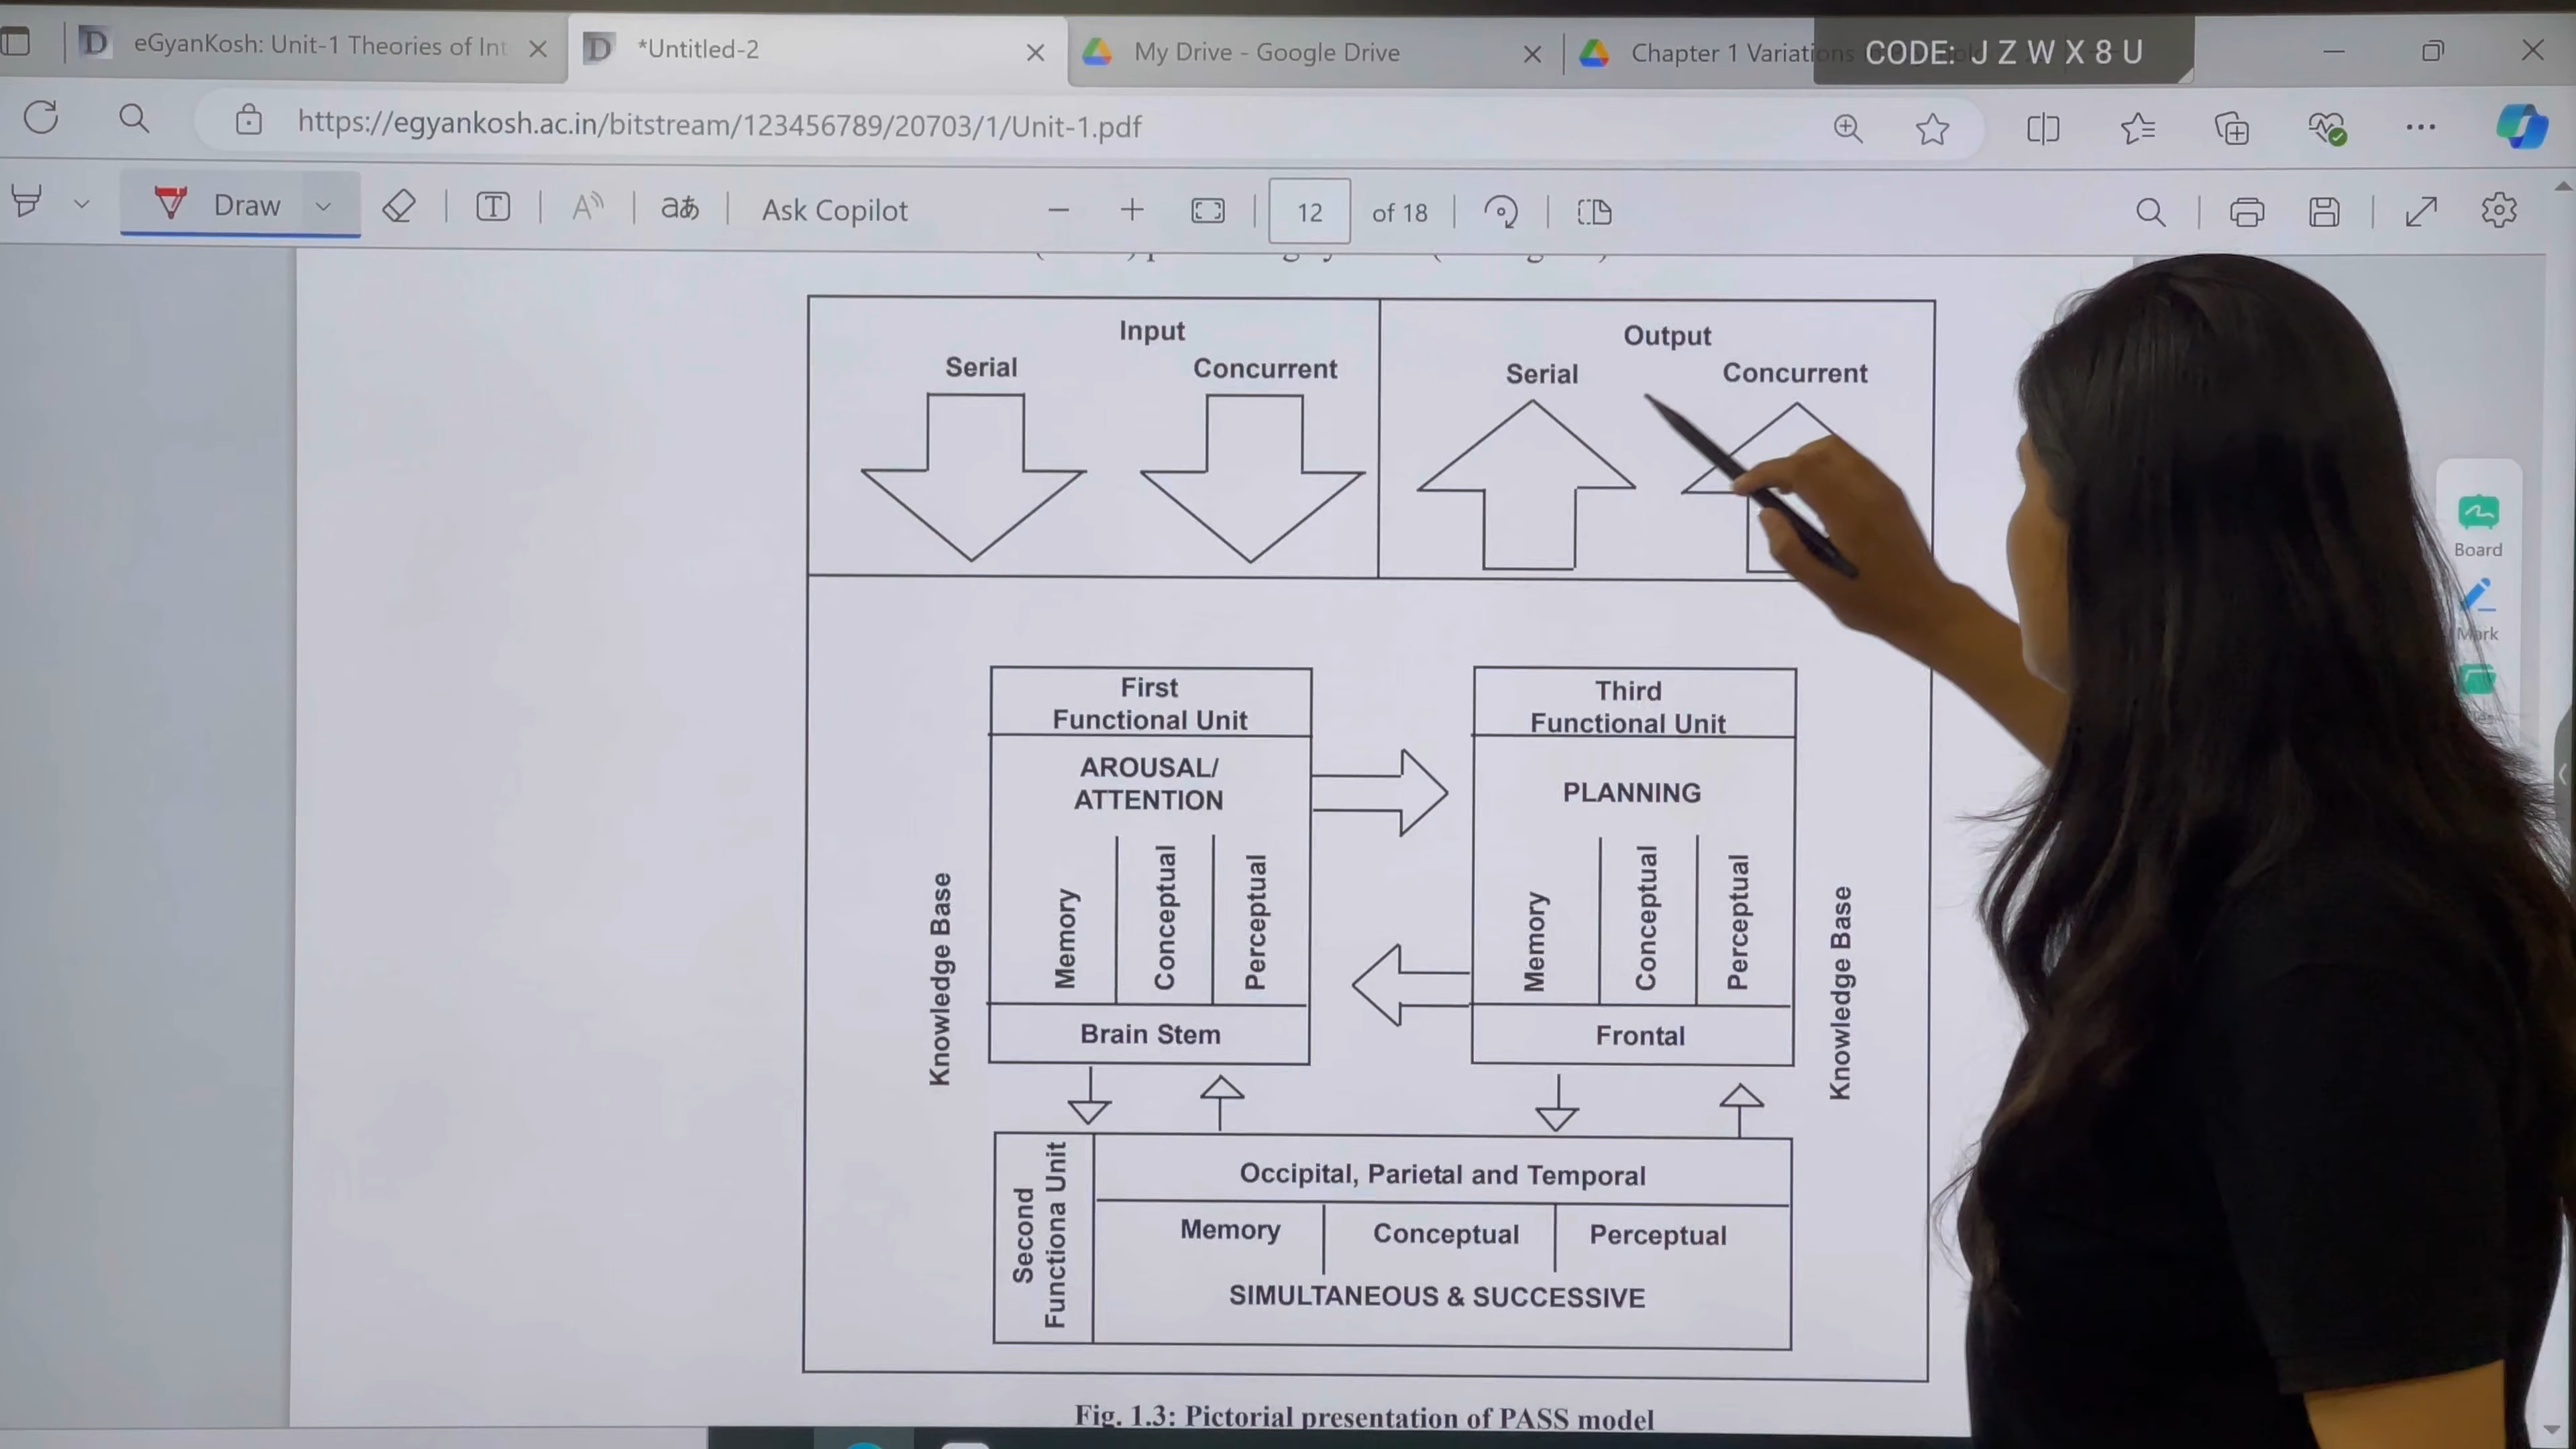 eGyanKosh: Unit-1 Theories of Int
*Untitled-2
My Drive - Google Drive
Chapter 1 Variations
CODE: J Z W X 8 U
https://egyankosh.ac.in/bitstream/123456789/20703/1/Unit-1.pdf
Draw
T
aあ
Ask Copilot
12 of 18
Input
Serial
Concurrent
Output
Serial
Concurrent
Board
Mark
First
Functional Unit
AROUSAL/
ATTENTION
Memory
Conceptual
Perceptual
Brain Stem
Third
Functional Unit
PLANNING
Memory
Conceptual
Perceptual
Frontal
Knowledge Base
Knowledge Base
Second
Functiona Unit
Occipital, Parietal and Temporal
Memory
Conceptual
Perceptual
SIMULTANEOUS & SUCCESSIVE
Fig. 1.3: Pictorial presentation of PASS model